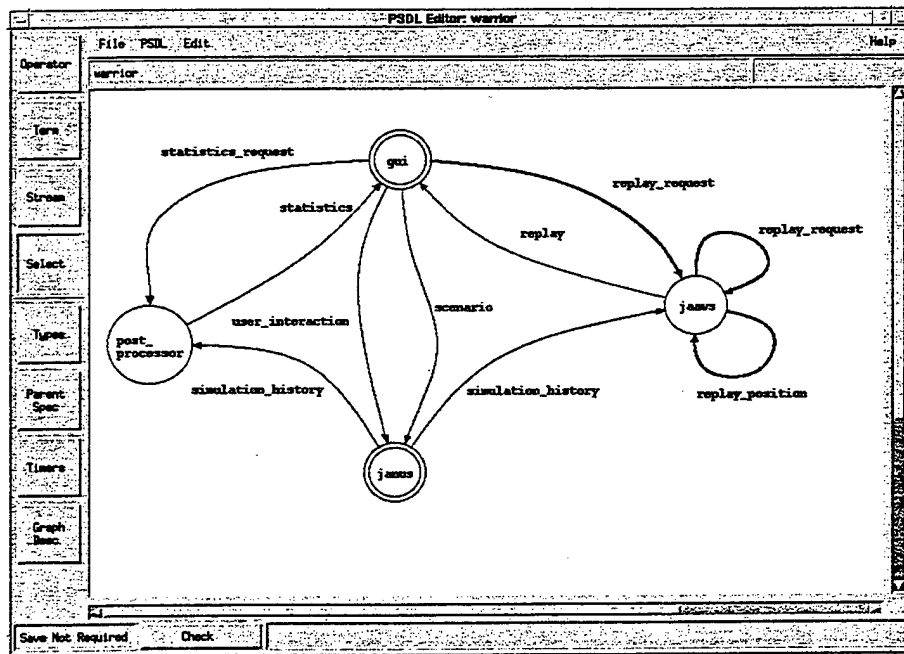 PSDL Editor: warrior
File PSDL Edit Help
Operator
warrior
Term
Stream
Select
Types
Parent
Spec
Timers
Graph
Desc
gui
statistics_request
statistics
replay_request
replay
replay_request
jaaws
post_
processor
user_interaction
scenario
simulation_history
simulation_history
replay_position
janus
Save Not Required
Check